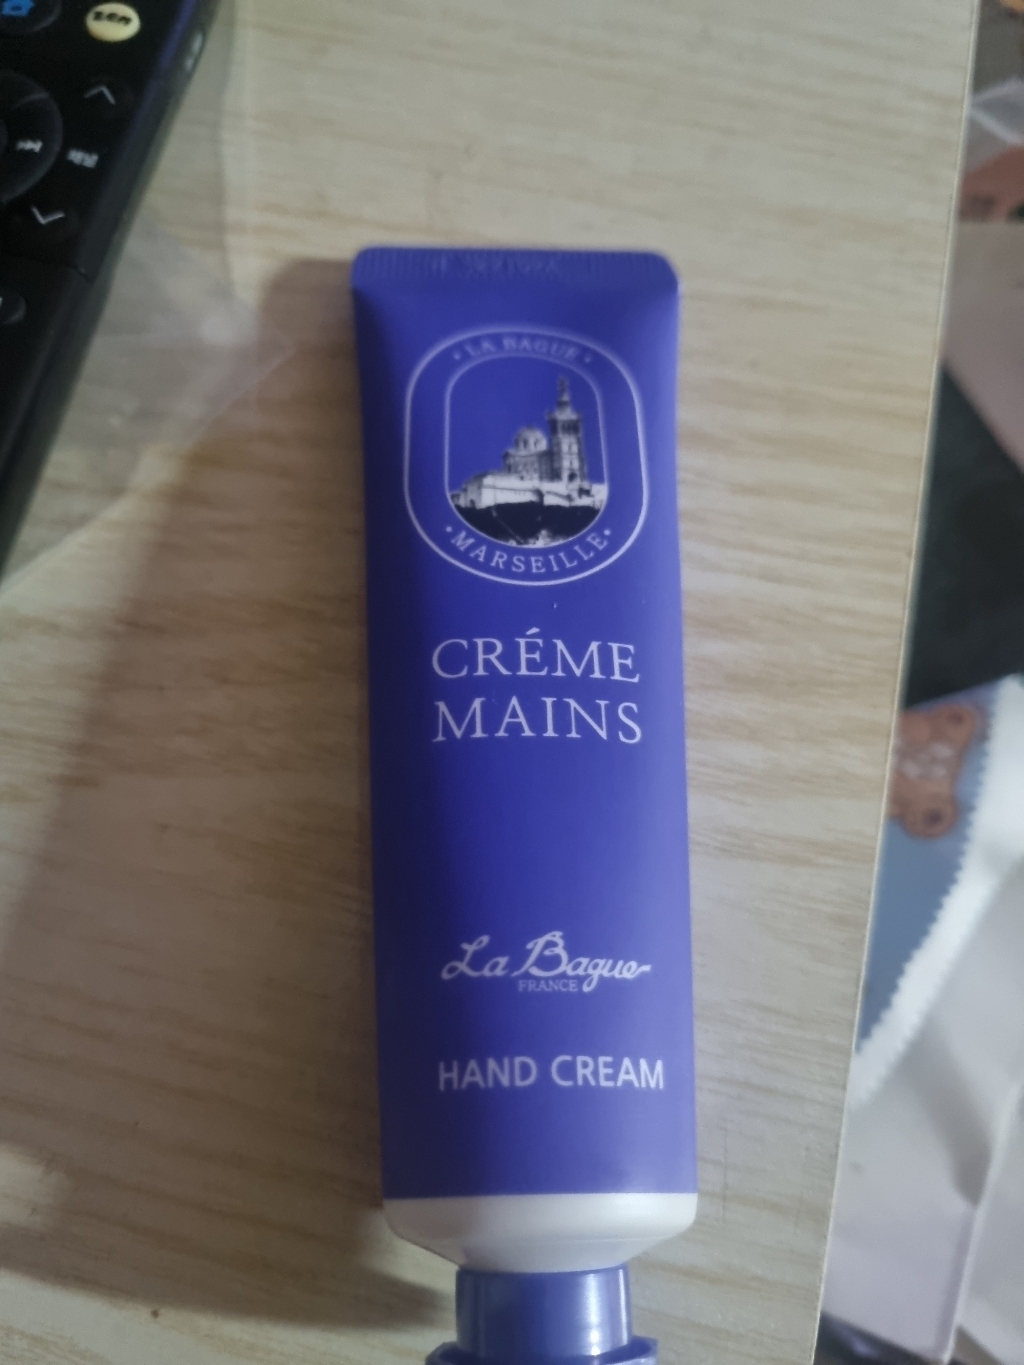 · LA BAGUE ·
· MARSEILLE ·
CRÉME
MAINS
La Bague
FRANCE
HAND CREAM